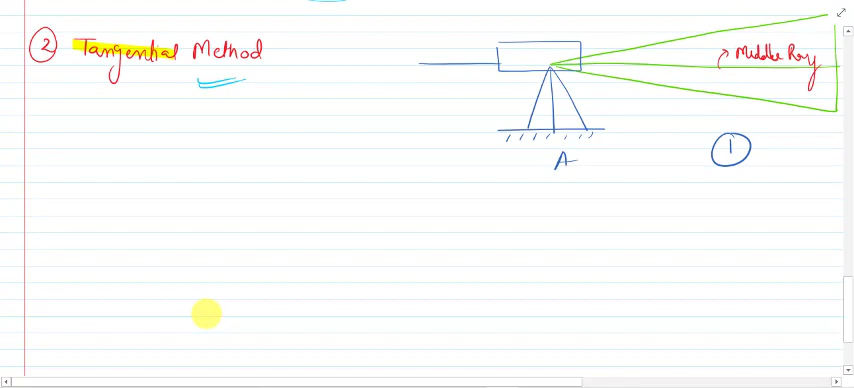 ② Tangential Method
Middle Ray
A
①